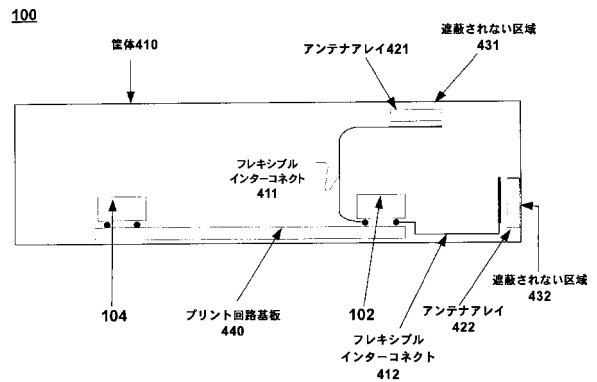 100
筐体410
アンテナアレイ421
遮蔽されない区域
431
フレキシブル
インターコネクト
411
104
プリント回路基板
440
102
フレキシブル
インターコネクト
412
アンテナアレイ
422
遮蔽されない区域
432